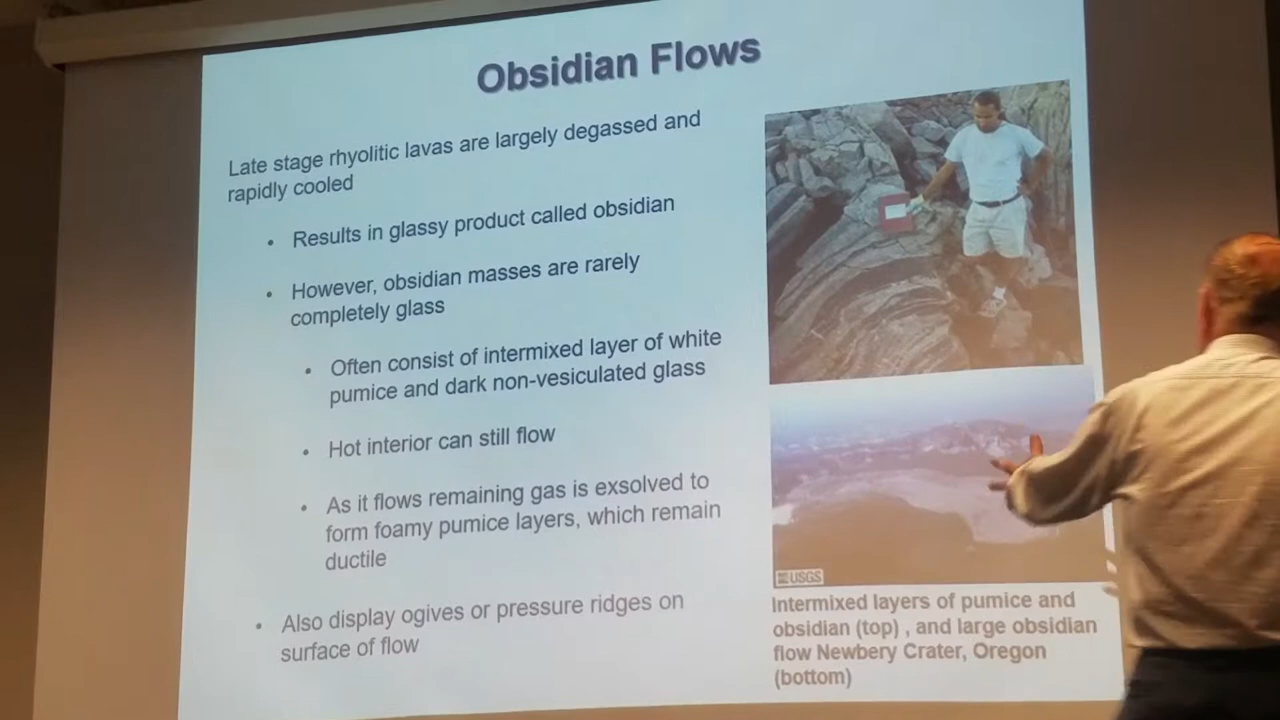 Obsidian Flows
Late stage rhyolitic lavas are largely degassed and
rapidly cooled
• Results in glassy product called obsidian
• However, obsidian masses are rarely
completely glass
• Often consist of intermixed layer of white
pumice and dark non-vesiculated glass
• Hot interior can still flow
• As it flows remaining gas is exsolved to
form foamy pumice layers, which remain
ductile
• Also display ogives or pressure ridges on
surface of flow
USGS
Intermixed layers of pumice and
obsidian (top) , and large obsidian
flow Newbery Crater, Oregon
(bottom)